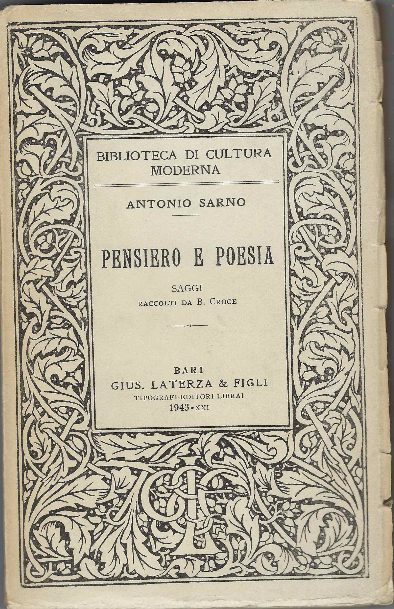 BIBLIOTECA DI CULTURA
MODERNA
ANTONIO SARNO
PENSIERO E POESIA
SAGGI
RACCOLTI DA B. CROCE
BARI
GIUS. LATERZA & FIGLI
TIPOGRAFI-EDITORI-LIBRAI
1943-XXI